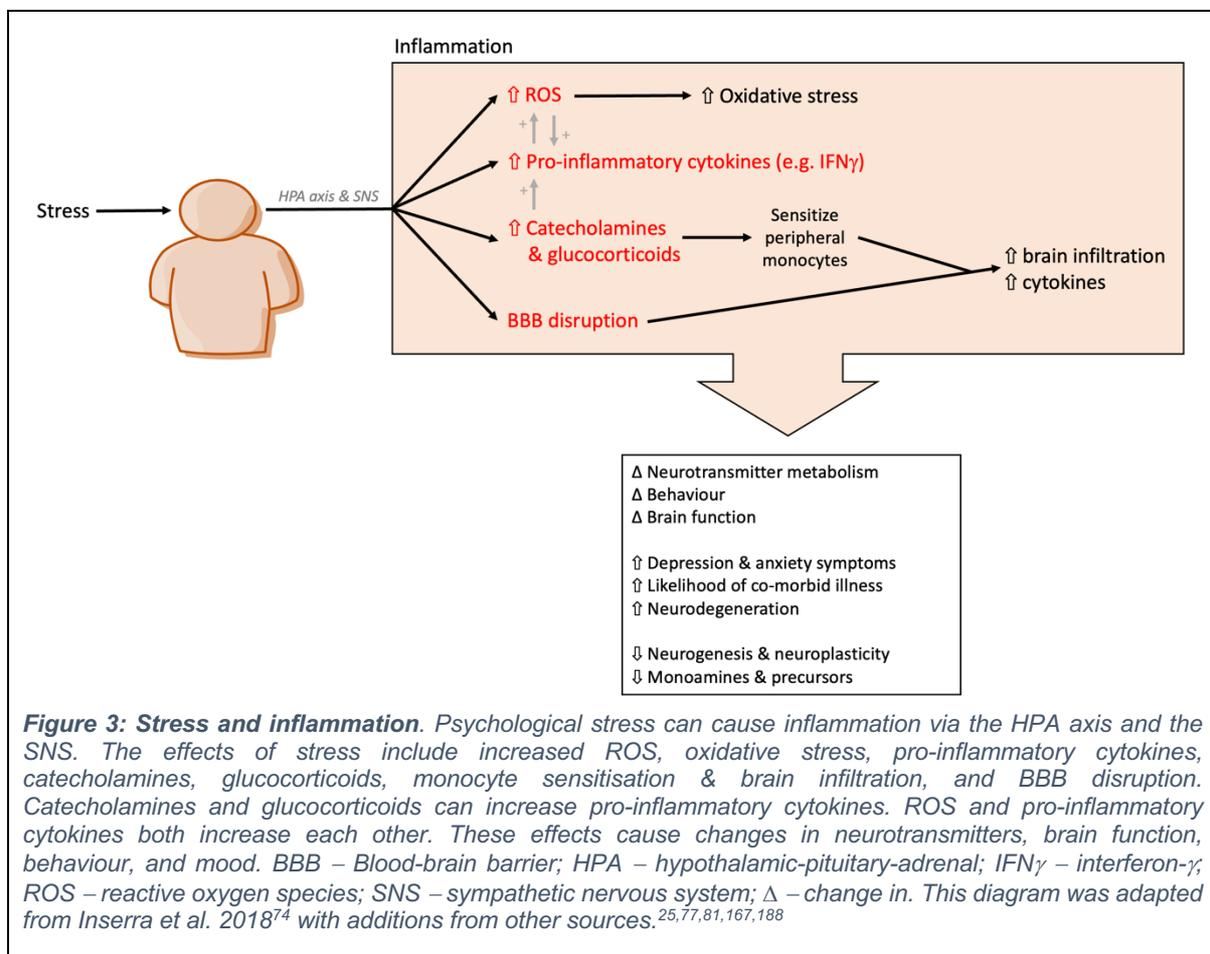 Inflammation
⇧ ROS
⇧ Oxidative stress
+
+
⇧ Pro-inflammatory cytokines (e.g. IFNγ)
+
Stress
HPA axis & SNS
⇧ Catecholamines
& glucocorticoids
Sensitize
peripheral
monocytes
⇧ brain infiltration
⇧ cytokines
BBB disruption
Δ Neurotransmitter metabolism
Δ Behaviour
Δ Brain function
⇧ Depression & anxiety symptoms
⇧ Likelihood of co-morbid illness
⇧ Neurodegeneration
⇩ Neurogenesis & neuroplasticity
⇩ Monoamines & precursors
Figure 3: Stress and inflammation. Psychological stress can cause inflammation via the HPA axis and the
SNS. The effects of stress include increased ROS, oxidative stress, pro-inflammatory cytokines,
catecholamines, glucocorticoids, monocyte sensitisation & brain infiltration, and BBB disruption.
Catecholamines and glucocorticoids can increase pro-inflammatory cytokines. ROS and pro-inflammatory
cytokines both increase each other. These effects cause changes in neurotransmitters, brain function,
behaviour, and mood. BBB – Blood-brain barrier; HPA – hypothalamic-pituitary-adrenal; IFNγ – interferon-γ;
ROS – reactive oxygen species; SNS – sympathetic nervous system; Δ – change in. This diagram was adapted
from Inserra et al. 2018⁷⁴ with additions from other sources.²⁵,⁷⁷,⁸¹,¹⁶⁷,¹⁸⁸